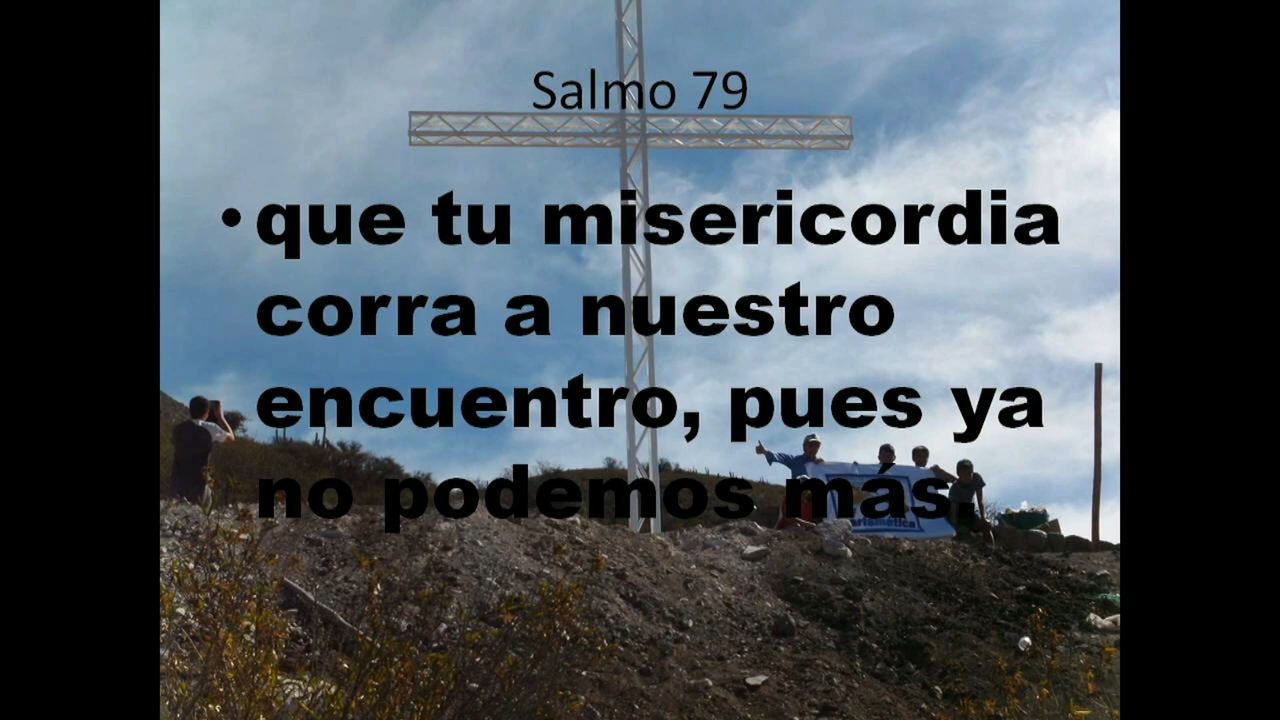 Salmo 79
• que tu misericordia
corra a nuestro
encuentro, pues ya
no podemos más.